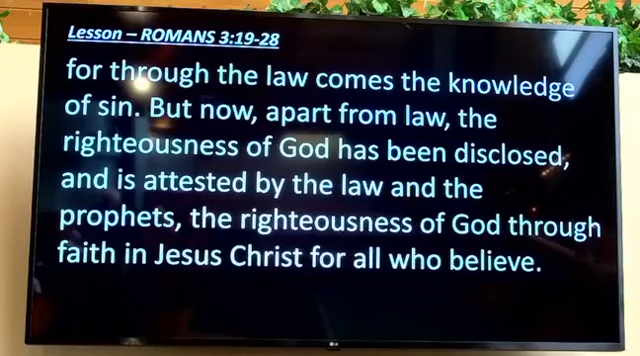 Lesson – ROMANS 3:19-28
for through the law comes the knowledge
of sin. But now, apart from law, the
righteousness of God has been disclosed,
and is attested by the law and the
prophets, the righteousness of God through
faith in Jesus Christ for all who believe.
LG